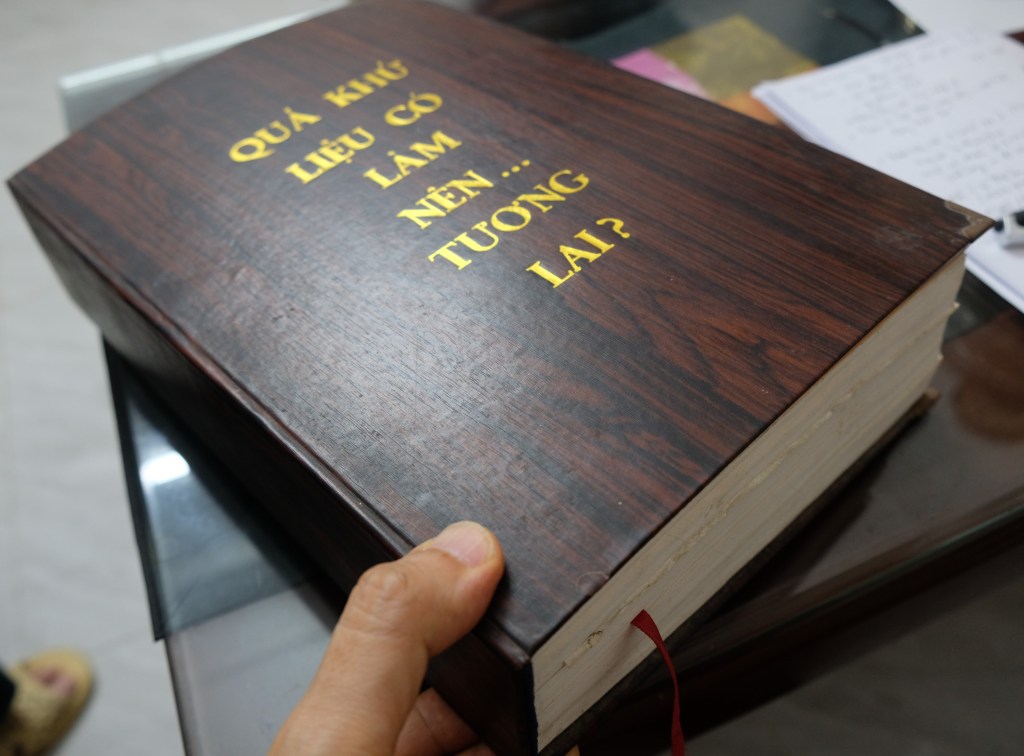 QUÁ KHỨ
LIỆU CÓ
LÀM
NÊN...
TƯƠNG
LAI?